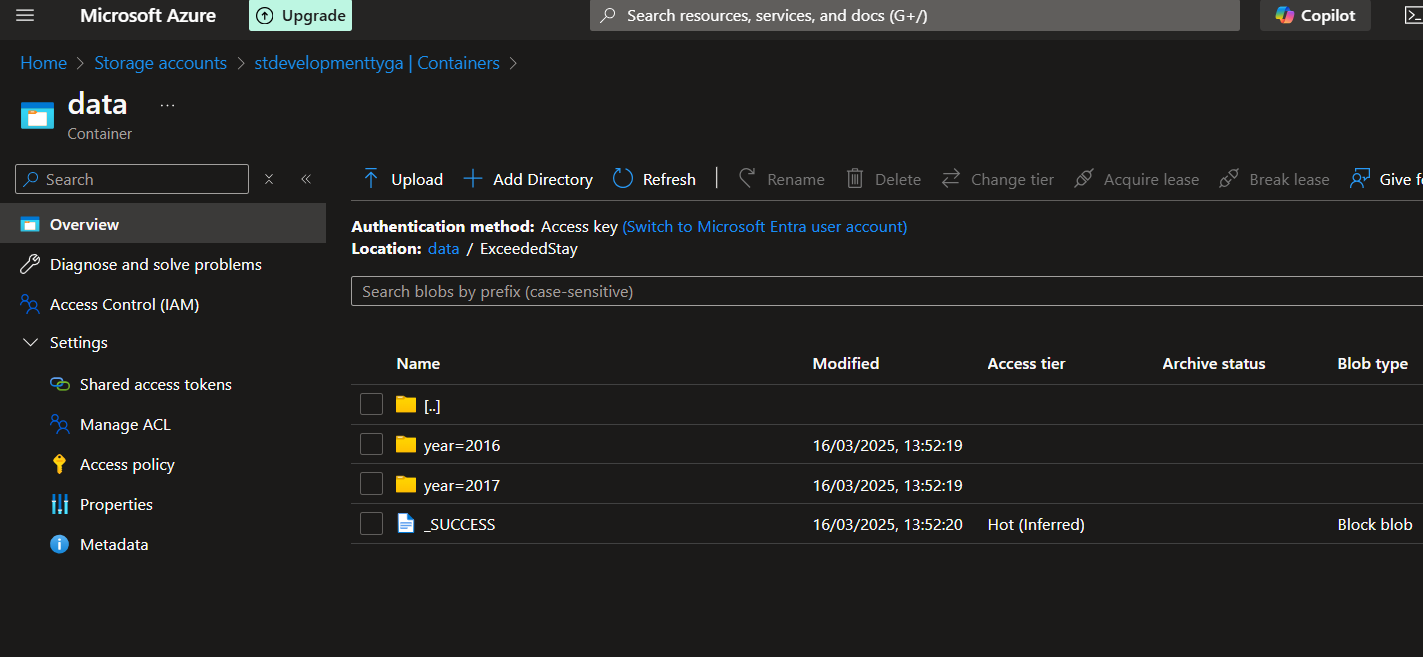 Microsoft Azure Upgrade Search resources, services, and docs (G+/) Copilot
Home > Storage accounts > stdevelopmenttyga | Containers >
data ...
Container
Search
Upload Add Directory Refresh | Rename Delete Change tier Acquire lease Break lease Give f
Overview
Diagnose and solve problems
Access Control (IAM)
Settings
Shared access tokens
Manage ACL
Access policy
Properties
Metadata
Authentication method: Access key (Switch to Microsoft Entra user account)
Location: data / ExceededStay
Search blobs by prefix (case-sensitive)
Name Modified Access tier Archive status Blob type
[..]
year=2016 16/03/2025, 13:52:19
year=2017 16/03/2025, 13:52:19
_SUCCESS 16/03/2025, 13:52:20 Hot (Inferred) Block blob